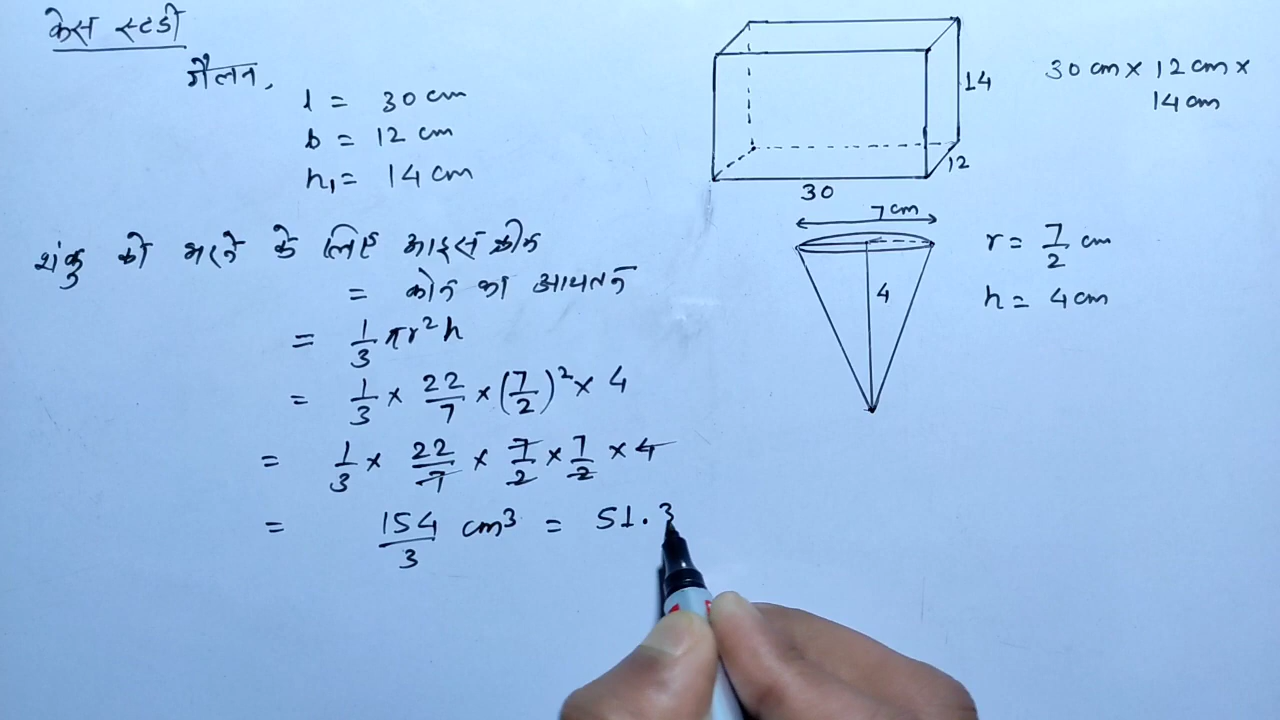 केस स्टडी
गैलन,
l = 30 cm
b = 12 cm
h₁ = 14 cm
14
12
30
30 cm × 12 cm ×
14 cm
7 cm
4
r = 7/2 cm
h = 4 cm
शंकु को भरने के लिए आइसक्रीम
= कोन का आयतन
= 1/3 πr²h
= 1/3 × 22/7 × (7/2)² × 4
= 1/3 × 22/7 × 7/2 × 7/2 × 4
= 154/3 cm³ = 51.3